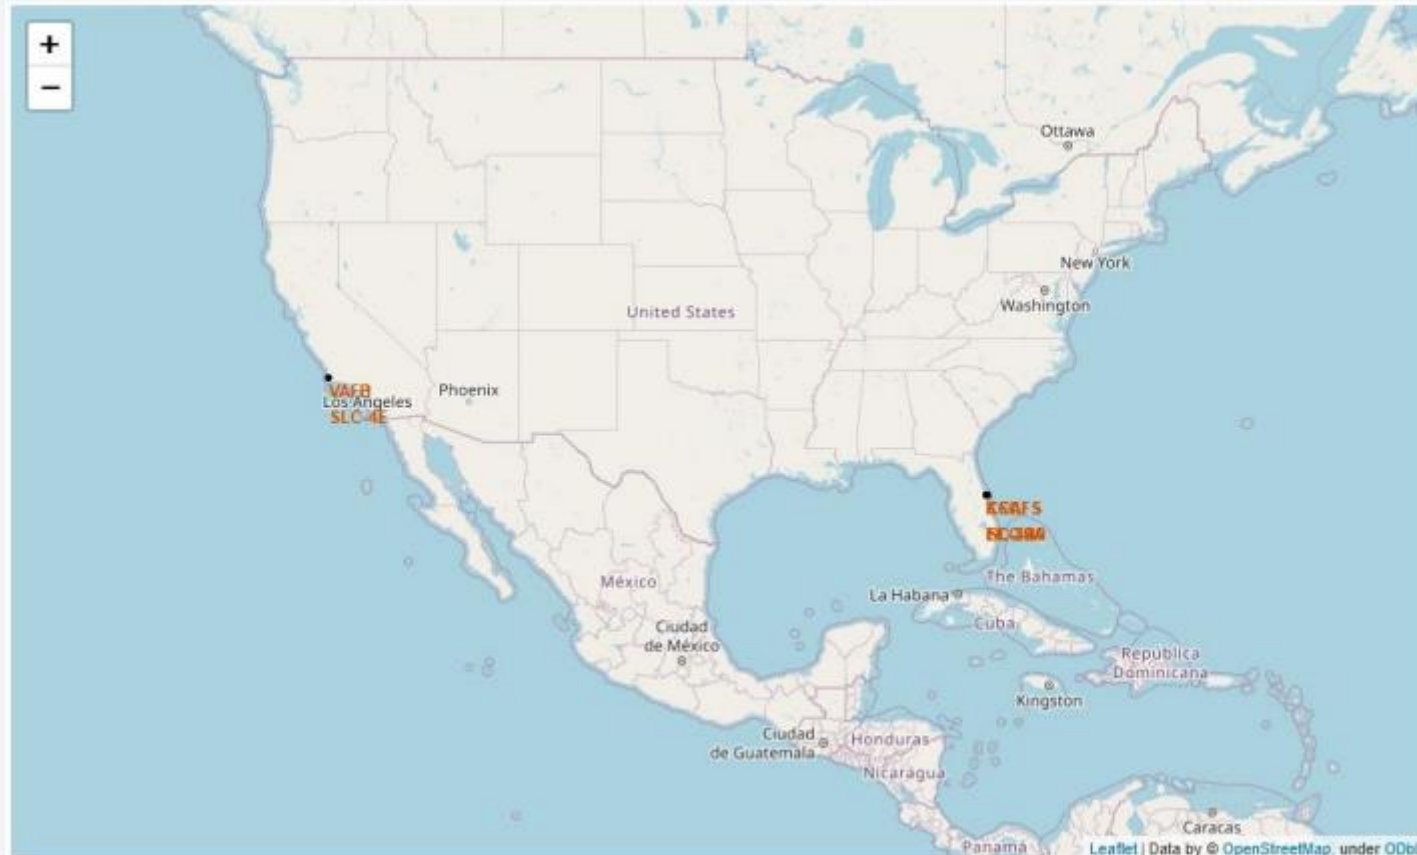 +
−
Ottawa
New York
Washington
United States
Phoenix
VAFB
Los Angeles
SLC-4E
The Bahamas
México
La Habana
Cuba
Ciudad
de México
República
Dominicana
Kingston
Ciudad
de Guatemala
Honduras
Nicaragua
Caracas
Panamá
Leaflet | Data by © OpenStreetMap, under ODbl